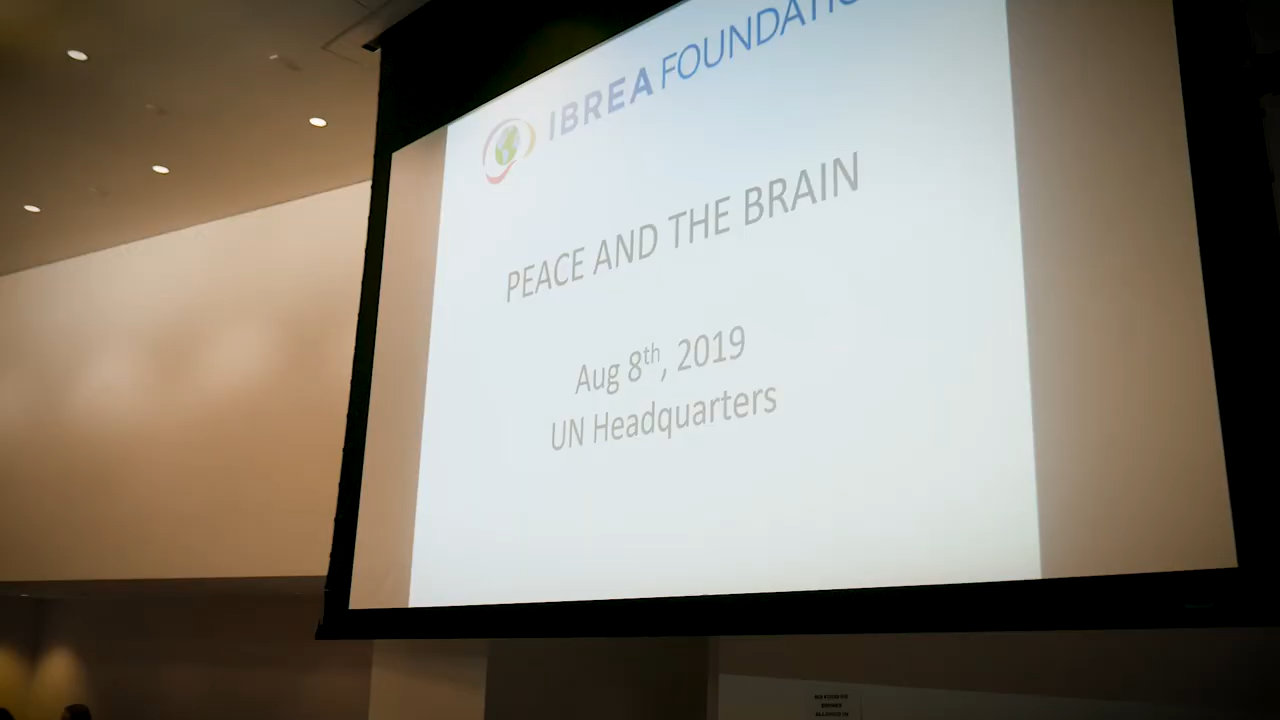 IBREA FOUNDATIO
PEACE AND THE BRAIN
Aug 8th, 2019
UN Headquarters